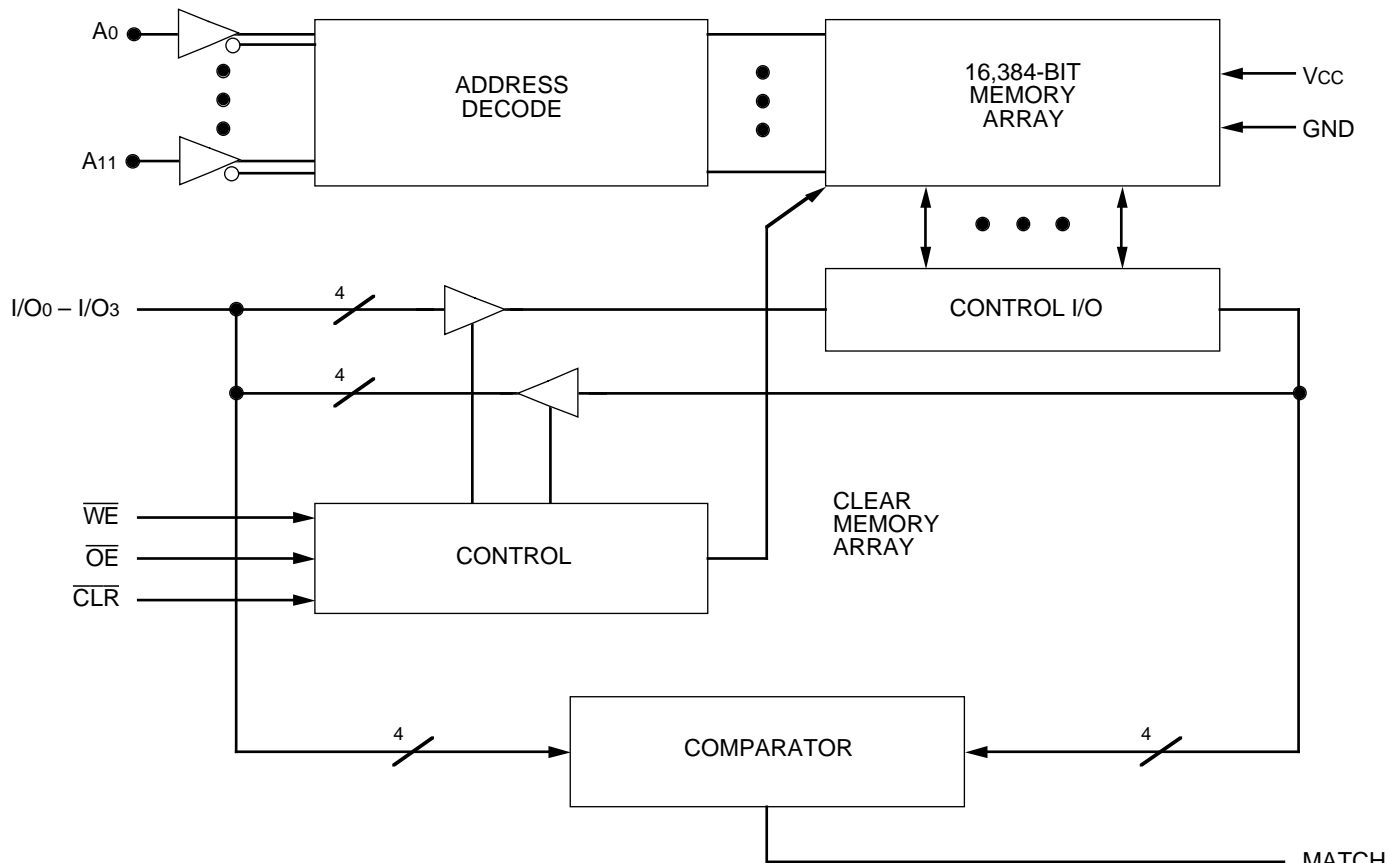 A0
ADDRESS
DECODE
16,384-BIT
MEMORY
ARRAY
VCC
GND
A11
I/O0 – I/O3
4
CONTROL I/O
4
WE
OE
CLR
CONTROL
CLEAR
MEMORY
ARRAY
4
COMPARATOR
4
MATCH